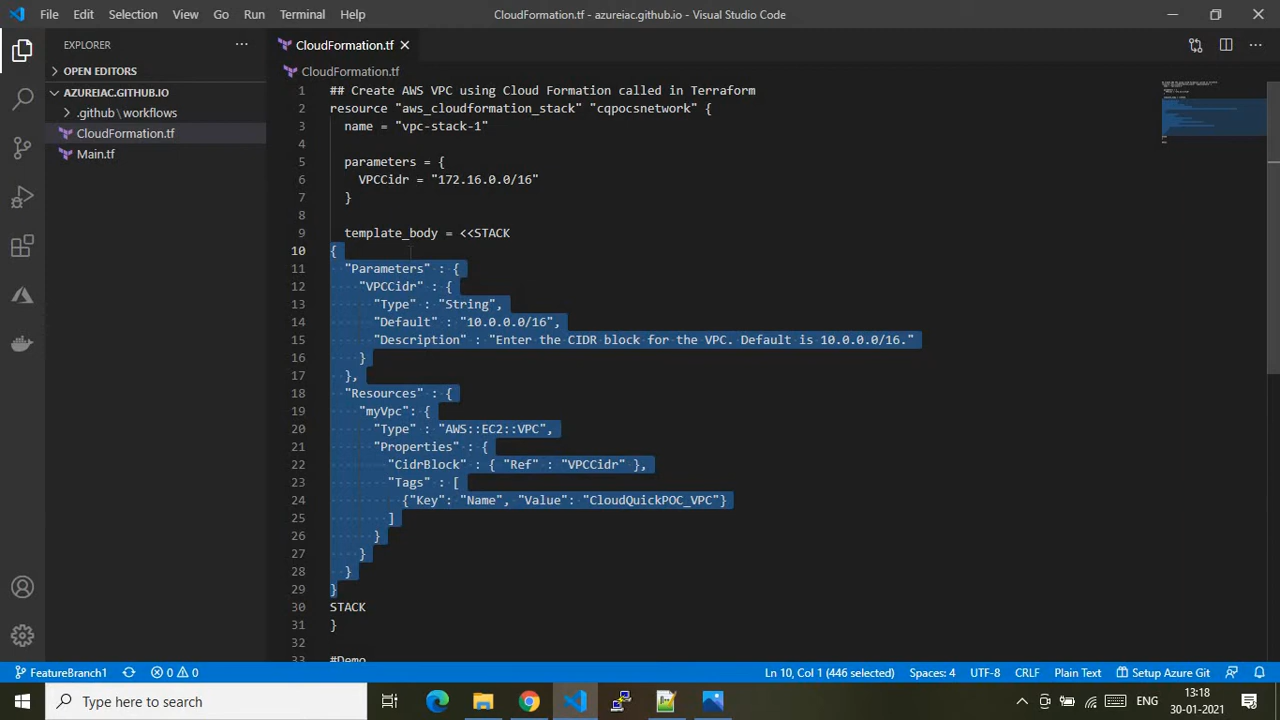 File Edit Selection View Go Run Terminal Help
CloudFormation.tf - azureiac.github.io - Visual Studio Code
EXPLORER
OPEN EDITORS
AZUREIAC.GITHUB.IO
.github\workflows
CloudFormation.tf
Main.tf
CloudFormation.tf
CloudFormation.tf
1 ## Create AWS VPC using Cloud Formation called in Terraform
2 resource "aws_cloudformation_stack" "cqpocsnetwork" {
3 name = "vpc-stack-1"
4
5 parameters = {
6 VPCCidr = "172.16.0.0/16"
7 }
8
9 template_body = <<STACK
10 {
11 "Parameters" : {
12 "VPCCidr" : {
13 "Type" : "String",
14 "Default" : "10.0.0.0/16",
15 "Description" : "Enter the CIDR block for the VPC. Default is 10.0.0.0/16."
16 }
17 },
18 "Resources" : {
19 "myVpc": {
20 "Type" : "AWS::EC2::VPC",
21 "Properties" : {
22 "CidrBlock" : { "Ref" : "VPCCidr" },
23 "Tags" : [
24 {"Key": "Name", "Value": "CloudQuickPOC_VPC"}
25 ]
26 }
27 }
28 }
29 }
30 STACK
31 }
32
33 #Demo
FeatureBranch1 0 0
Ln 10, Col 1 (446 selected) Spaces: 4 UTF-8 CRLF Plain Text Setup Azure Git
Type here to search
ENG
13:18
30-01-2021